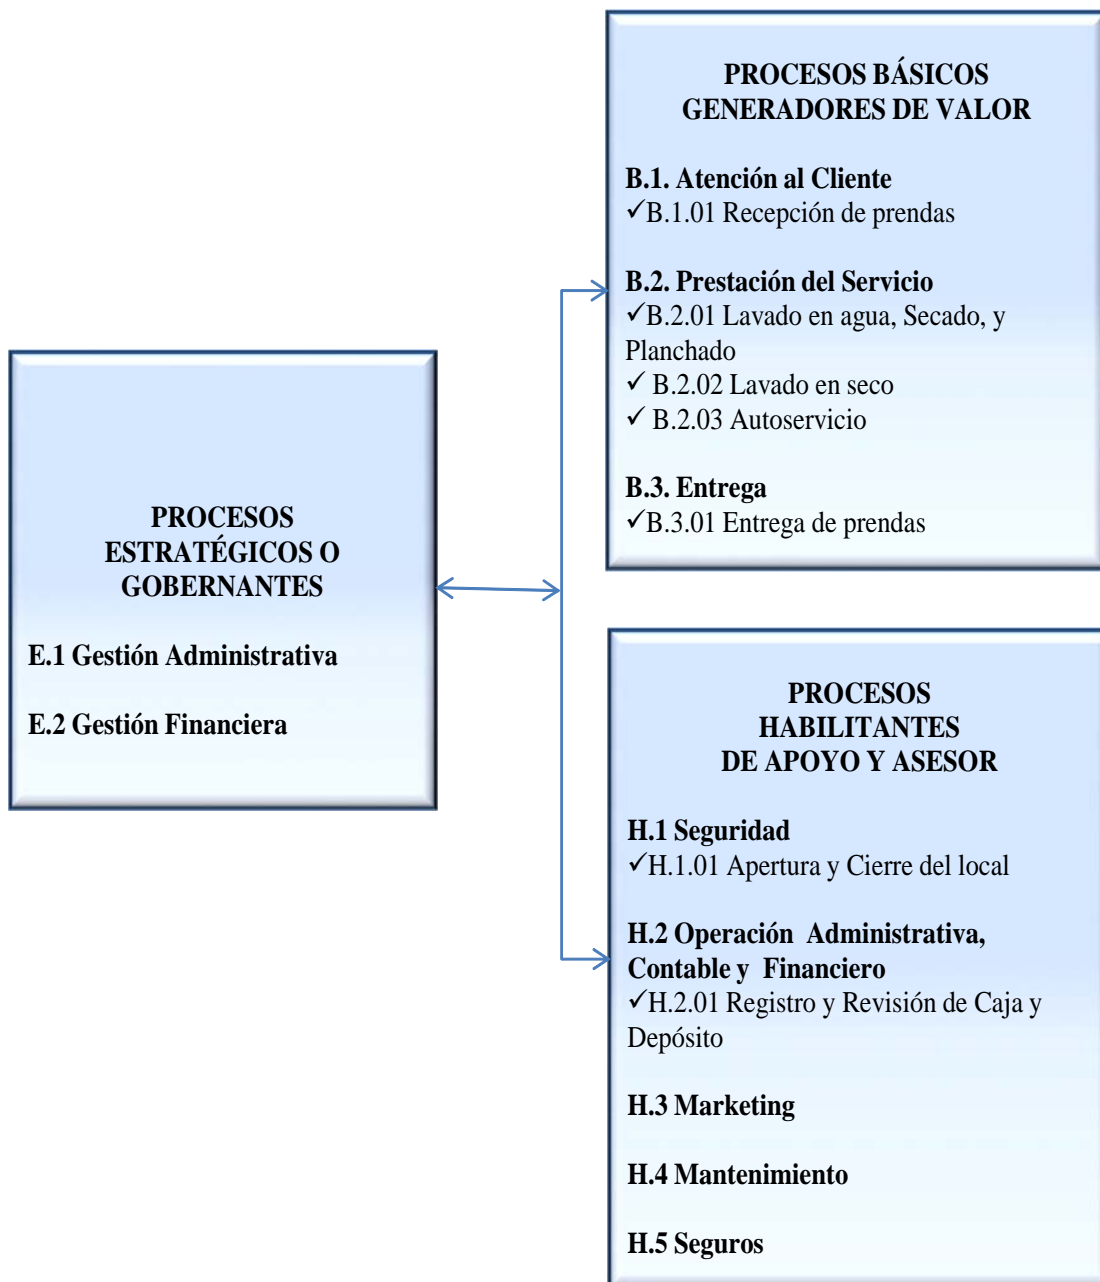 PROCESOS BÁSICOS
GENERADORES DE VALOR
B.1. Atención al Cliente
✓B.1.01 Recepción de prendas
B.2. Prestación del Servicio
✓B.2.01 Lavado en agua, Secado, y
Planchado
✓ B.2.02 Lavado en seco
✓ B.2.03 Autoservicio
B.3. Entrega
✓B.3.01 Entrega de prendas
PROCESOS
ESTRATÉGICOS O
GOBERNANTES
E.1 Gestión Administrativa
E.2 Gestión Financiera
PROCESOS
HABILITANTES
DE APOYO Y ASESOR
H.1 Seguridad
✓H.1.01 Apertura y Cierre del local
H.2 Operación  Administrativa,
Contable y  Financiero
✓H.2.01 Registro y Revisión de Caja y
Depósito
H.3 Marketing
H.4 Mantenimiento
H.5 Seguros